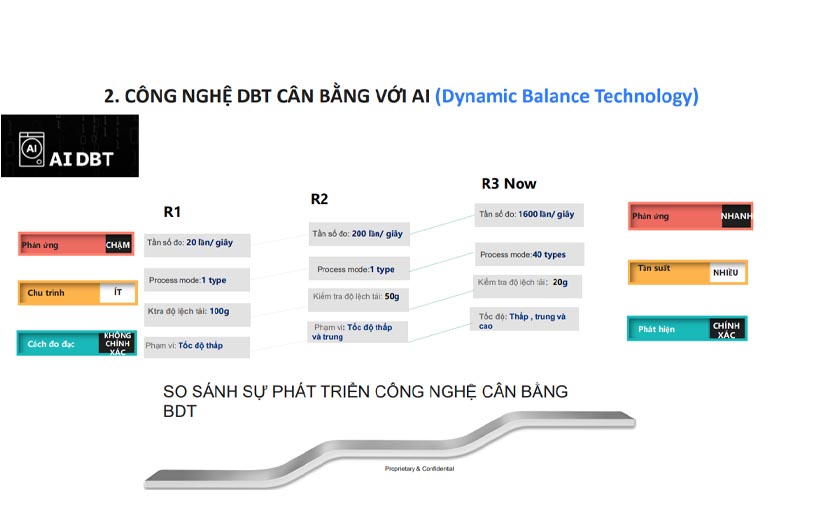 2. CÔNG NGHỆ DBT CÂN BẰNG VỚI AI (Dynamic Balance Technology)
AI
AI DBT
R1
R2
R3 Now
Phản ứng CHẬM
Chu trình ÍT
Cách đo đạc KHÔNG
CHÍNH
XÁC
Tần số đo: 20 lần/ giây
Process mode:1 type
Ktra độ lệch tải: 100g
Phạm vi: Tốc độ thấp
Tần số đo: 200 lần/ giây
Process mode:1 type
Kiểm tra độ lệch tải: 50g
Phạm vi: Tốc độ thấp
và trung
Tần số đo: 1600 lần/ giây
Process mode:40 types
Kiểm tra độ lệch tải: 20g
Tốc độ: Thấp , trung và
cao
Phản ứng NHANH
Tần suất NHIỀU
Phát hiện CHÍNH
XÁC
SO SÁNH SỰ PHÁT TRIỂN CÔNG NGHỆ CÂN BẰNG
BDT
Proprietary & Confidential